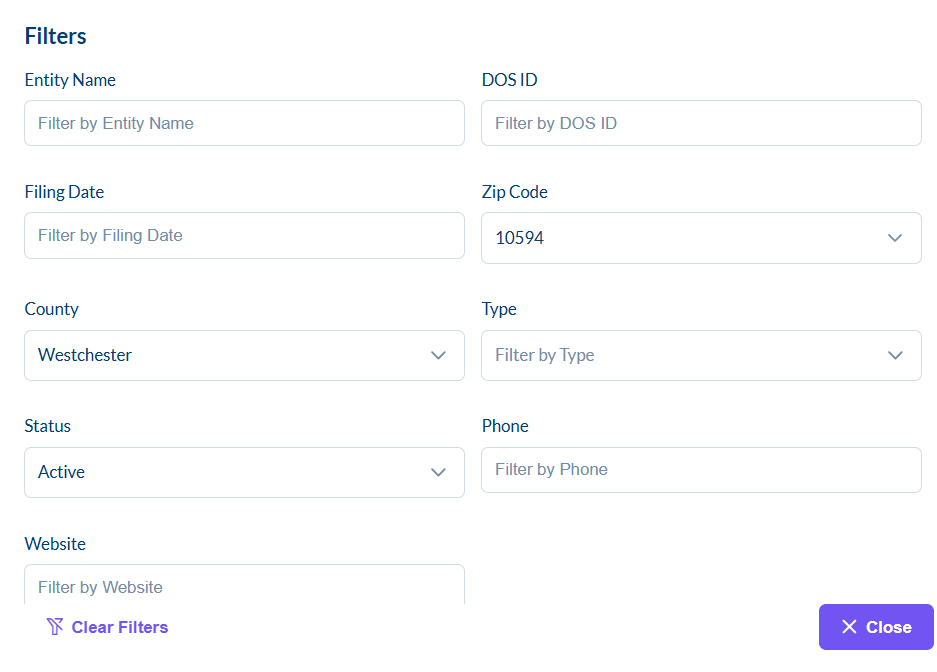 Filters
Entity Name
DOS ID
Filter by Entity Name
Filter by DOS ID
Filing Date
Zip Code
Filter by Filing Date
10594
County
Type
Westchester
Filter by Type
Status
Phone
Active
Filter by Phone
Website
Filter by Website
Clear Filters
Close